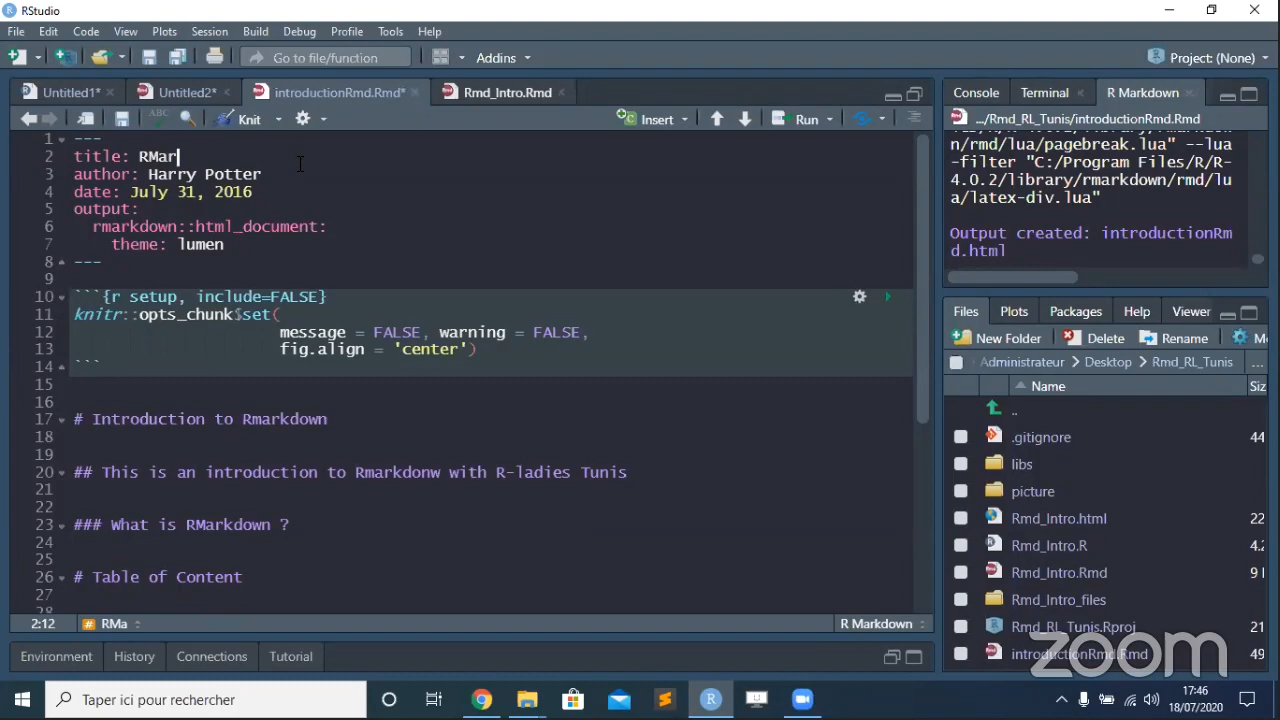 RStudio
File Edit Code View Plots Session Build Debug Profile Tools Help
Go to file/function Addins Project: (None)
Untitled1* Untitled2* introductionRmd.Rmd* Rmd_Intro.Rmd
ABC Knit Insert Run
1 ---
2 title: RMar
3 author: Harry Potter
4 date: July 31, 2016
5 output:
6 rmarkdown::html_document:
7 theme: lumen
8 ---
9
10 ```{r setup, include=FALSE}
11 knitr::opts_chunk$set(
12 message = FALSE, warning = FALSE,
13 fig.align = 'center')
14 ```
15
16
17 # Introduction to Rmarkdown
18
19
20 ## This is an introduction to Rmarkdonw with R-ladies Tunis
21
22
23 ### What is RMarkdown ?
24
25
26 # Table of Content
27
28
2:12 RMa R Markdown
Environment History Connections Tutorial
Console Terminal R Markdown
.../Rmd_RL_Tunis/introductionRmd.Rmd
n/rmd/lua/pagebreak.lua" --lua
-filter "C:/Program Files/R/R-
4.0.2/library/rmarkdown/rmd/lu
a/latex-div.lua"
Output created: introductionRm
d.html
Files Plots Packages Help Viewer
New Folder Delete Rename Mo
Administrateur Desktop Rmd_RL_Tunis ...
Name Siz
..
.gitignore 44
libs
picture
Rmd_Intro.html 22
Rmd_Intro.R 4.2
Rmd_Intro.Rmd 9 I
Rmd_Intro_files
Rmd_RL_Tunis.Rproj 21
introductionRmd.Rmd 49
zoom
Taper ici pour rechercher
17:46
18/07/2020